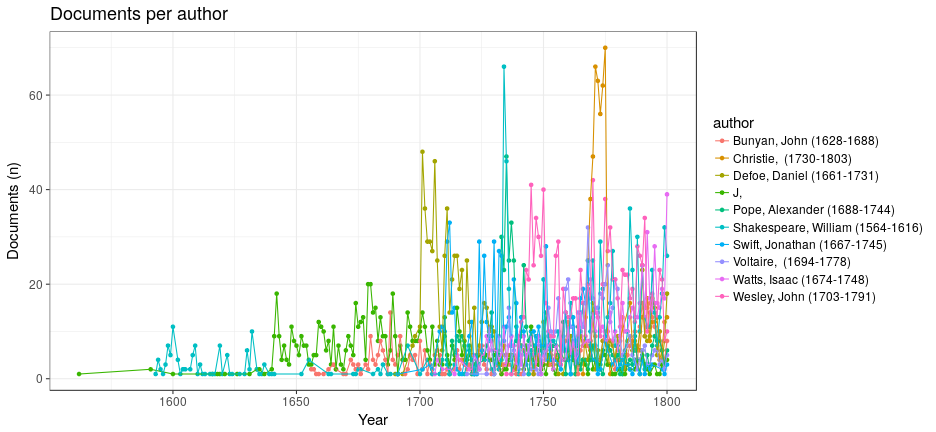 Documents per author
Documents (n)
60
40
20
0
1600
1650
1700
1750
1800
Year
author
Bunyan, John (1628-1688)
Christie, (1730-1803)
Defoe, Daniel (1661-1731)
J,
Pope, Alexander (1688-1744)
Shakespeare, William (1564-1616)
Swift, Jonathan (1667-1745)
Voltaire, (1694-1778)
Watts, Isaac (1674-1748)
Wesley, John (1703-1791)